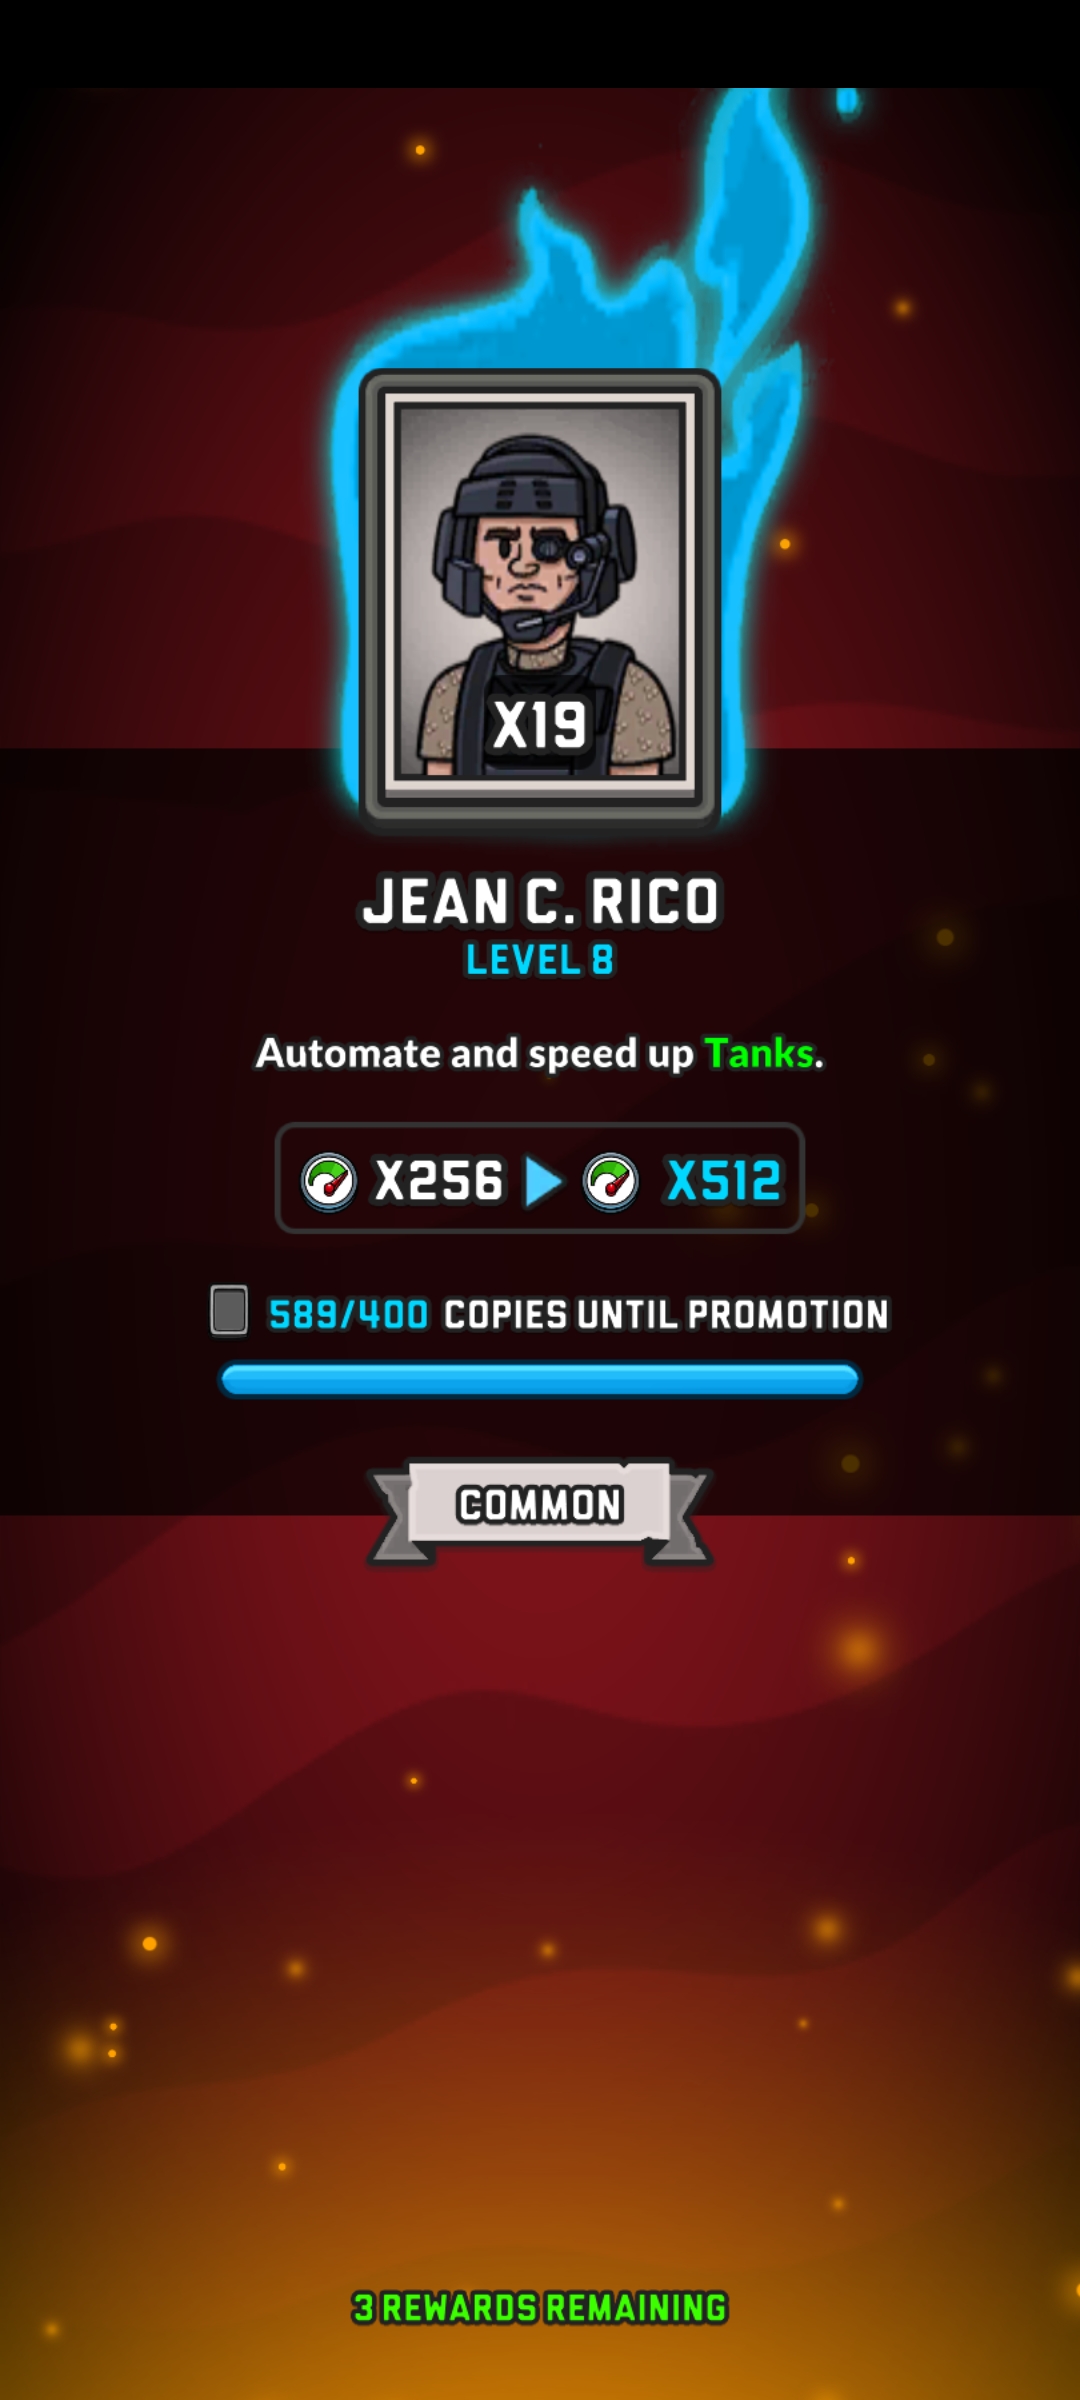 X19
JEAN C. RICO
LEVEL 8
Automate and speed up Tanks.
X256 X512
589/400 COPIES UNTIL PROMOTION
COMMON
3 REWARDS REMAINING